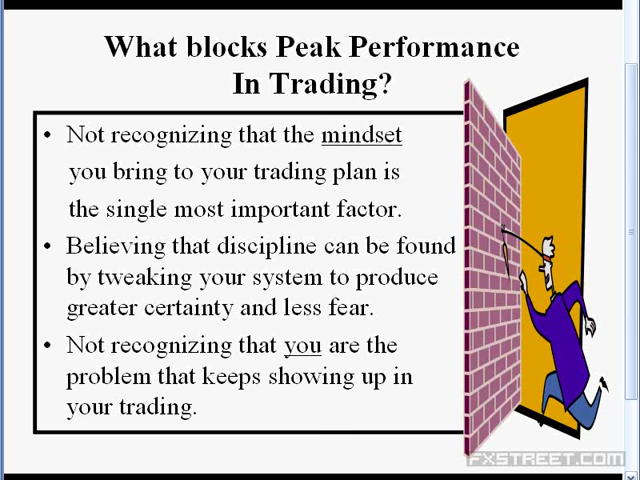 What blocks Peak Performance
In Trading?
• Not recognizing that the mindset
you bring to your trading plan is
the single most important factor.
• Believing that discipline can be found
by tweaking your system to produce
greater certainty and less fear.
• Not recognizing that you are the
problem that keeps showing up in
your trading.
FXSTREET.COM